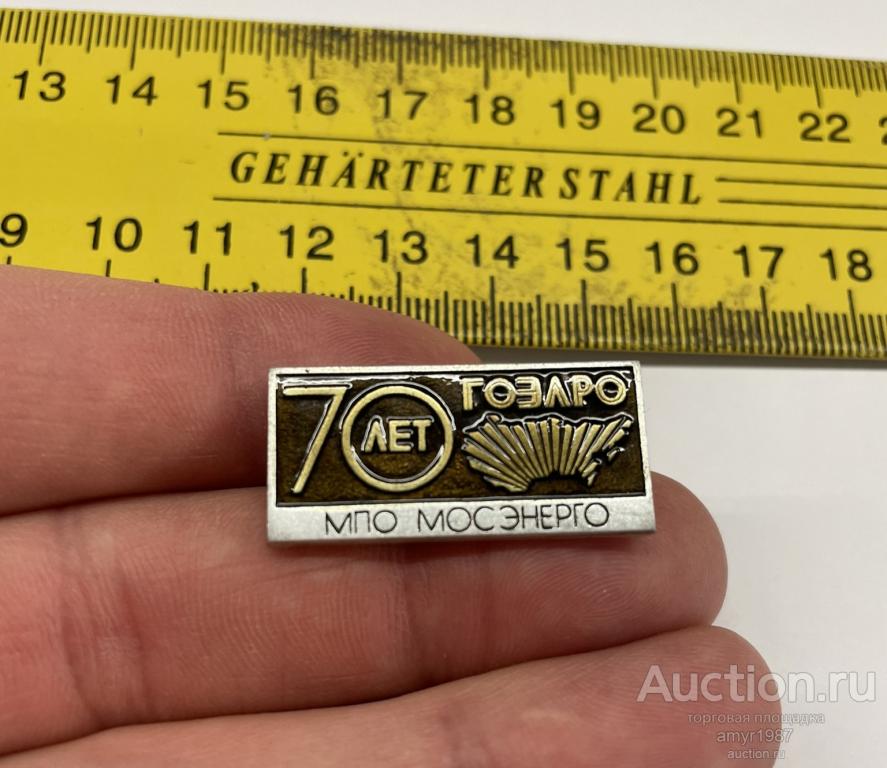 13 14 15 16 17 18 19 20 21 22
GEHÄRTETER STAHL
9 10 11 12 13 14 15 16 17 18
70 ЛЕТ ГОЭЛРО
МПО МОСЭНЕРГО
Auction.ru
торговая площадка
amyr1987
auction.ru